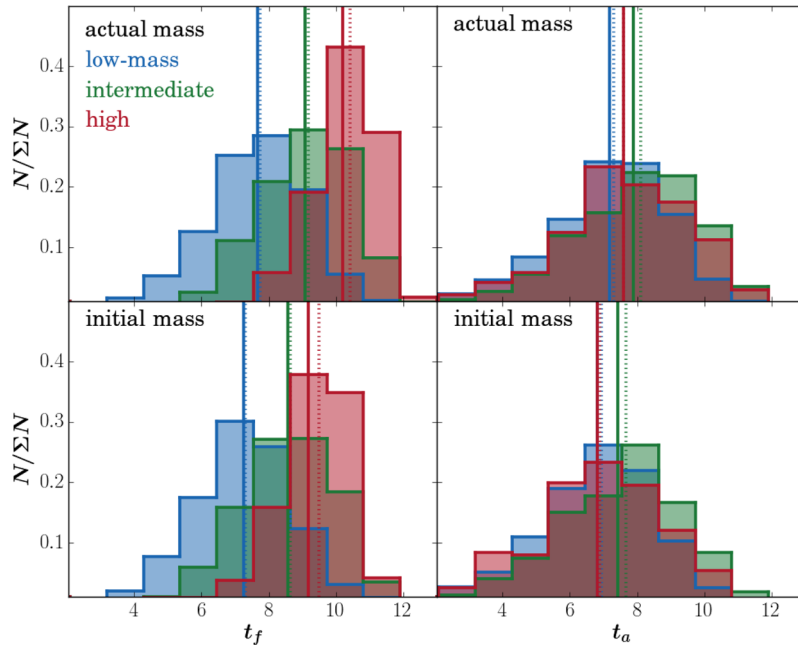 actual mass
low-mass
intermediate
high
actual mass
0.4
0.3
0.2
0.1
N/ΣN
initial mass
initial mass
0.4
0.3
0.2
0.1
N/ΣN
4 6 8 10 12
4 6 8 10 12
t_f
t_a